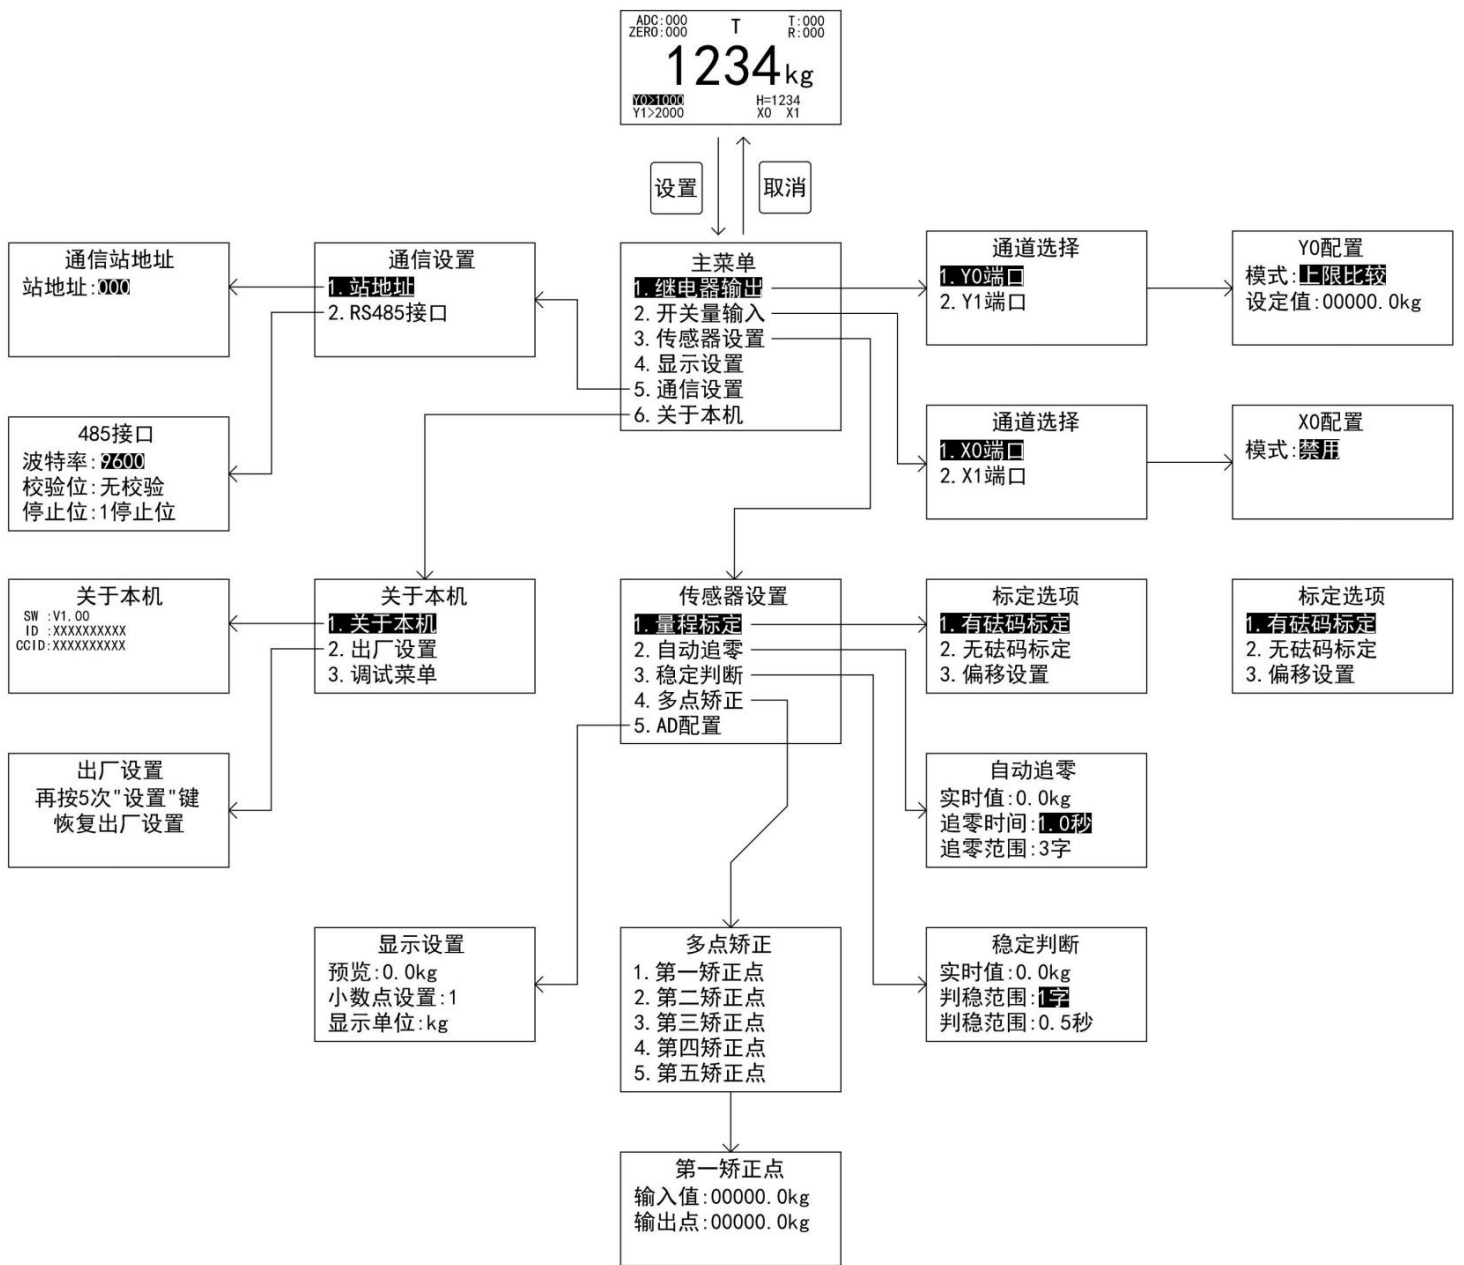 ADC:000
ZERO:000
T
T:000
R:000
1234kg
Y0>1000
Y1>2000
H=1234
X0 X1
设置
取消
通信站地址
站地址:000
通信设置
1.站地址
2.RS485接口
主菜单
1.继电器输出
2.开关量输入
3.传感器设置
4.显示设置
5.通信设置
6.关于本机
通道选择
1.Y0端口
2.Y1端口
Y0配置
模式:上限比较
设定值:00000.0kg
485接口
波特率:9600
校验位:无校验
停止位:1停止位
通道选择
1.X0端口
2.X1端口
X0配置
模式:禁用
关于本机
SW :V1.00
ID :XXXXXXXXXX
CCID:XXXXXXXXXX
关于本机
1.关于本机
2.出厂设置
3.调试菜单
传感器设置
1.量程标定
2.自动追零
3.稳定判断
4.多点矫正
5.AD配置
标定选项
1.有砝码标定
2.无砝码标定
3.偏移设置
标定选项
1.有砝码标定
2.无砝码标定
3.偏移设置
出厂设置
再按5次"设置"键
恢复出厂设置
自动追零
实时值:0.0kg
追零时间:1.0秒
追零范围:3字
显示设置
预览:0.0kg
小数点设置:1
显示单位:kg
多点矫正
1.第一矫正点
2.第二矫正点
3.第三矫正点
4.第四矫正点
5.第五矫正点
稳定判断
实时值:0.0kg
判稳范围:1字
判稳范围:0.5秒
第一矫正点
输入值:00000.0kg
输出点:00000.0kg